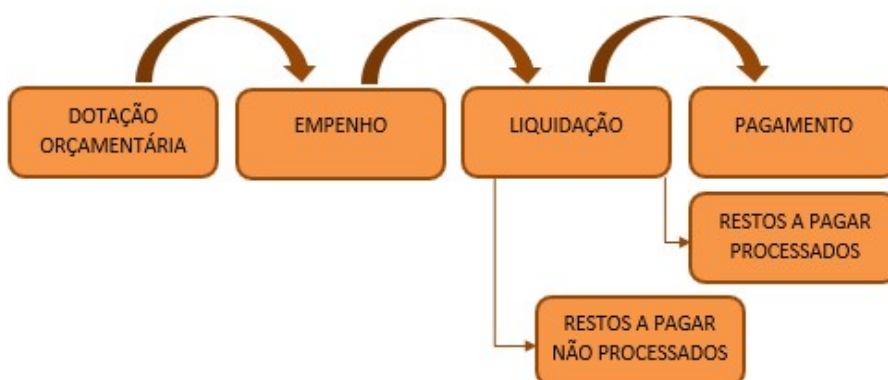 DOTAÇÃO
ORÇAMENTÁRIA
EMPENHO
LIQUIDAÇÃO
PAGAMENTO
RESTOS A PAGAR
PROCESSADOS
RESTOS A PAGAR
NÃO PROCESSADOS